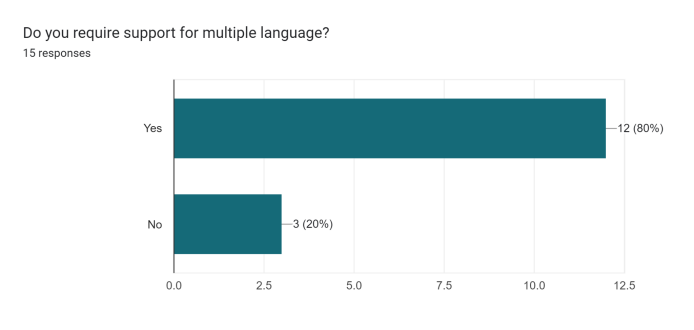 Do you require support for multiple language?
15 responses
Yes
12 (80%)
No
3 (20%)
0.0 2.5 5.0 7.5 10.0 12.5